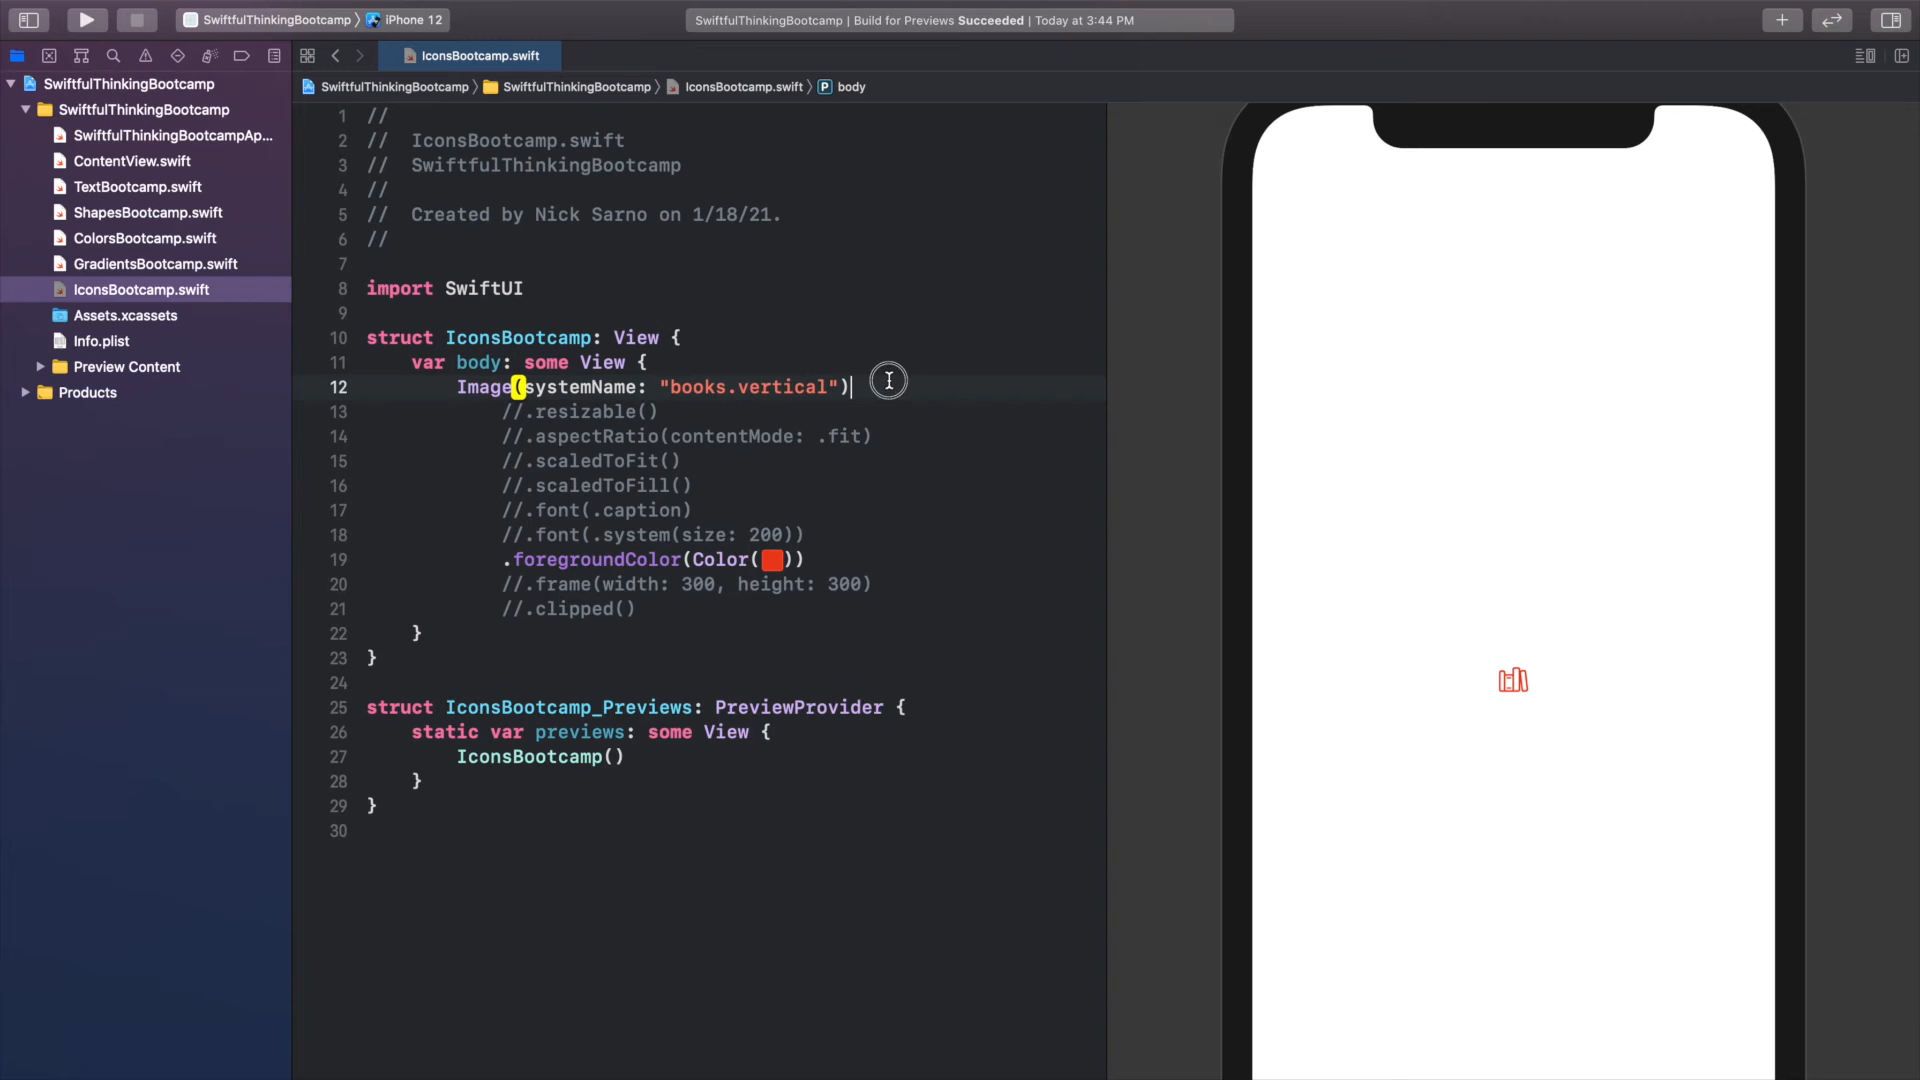 SwiftfulThinkingBootcamp 〉 iPhone 12
SwiftfulThinkingBootcamp | Build for Previews Succeeded | Today at 3:44 PM
IconsBootcamp.swift
SwiftfulThinkingBootcamp 〉 SwiftfulThinkingBootcamp 〉 IconsBootcamp.swift 〉 P body
SwiftfulThinkingBootcamp
SwiftfulThinkingBootcamp
SwiftfulThinkingBootcampAp...
ContentView.swift
TextBootcamp.swift
ShapesBootcamp.swift
ColorsBootcamp.swift
GradientsBootcamp.swift
IconsBootcamp.swift
Assets.xcassets
Info.plist
Preview Content
Products
1 //
2 // IconsBootcamp.swift
3 // SwiftfulThinkingBootcamp
4 //
5 // Created by Nick Sarno on 1/18/21.
6 //
7
8 import SwiftUI
9
10 struct IconsBootcamp: View {
11 var body: some View {
12 Image(systemName: "books.vertical")
13 //.resizable()
14 //.aspectRatio(contentMode: .fit)
15 //.scaledToFit()
16 //.scaledToFill()
17 //.font(.caption)
18 //.font(.system(size: 200))
19 .foregroundColor(Color( ))
20 //.frame(width: 300, height: 300)
21 //.clipped()
22 }
23 }
24
25 struct IconsBootcamp_Previews: PreviewProvider {
26 static var previews: some View {
27 IconsBootcamp()
28 }
29 }
30